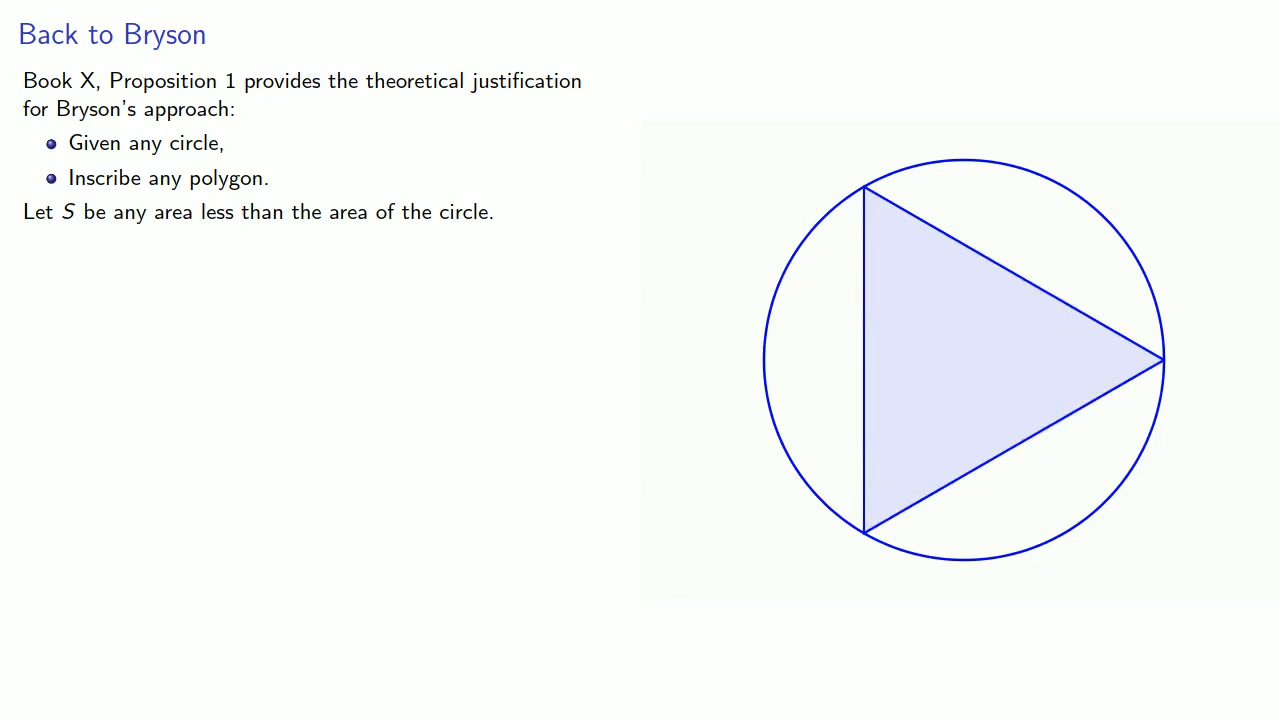 Back to Bryson
Book X, Proposition 1 provides the theoretical justification
for Bryson's approach:
Given any circle,
Inscribe any polygon.
Let S be any area less than the area of the circle.